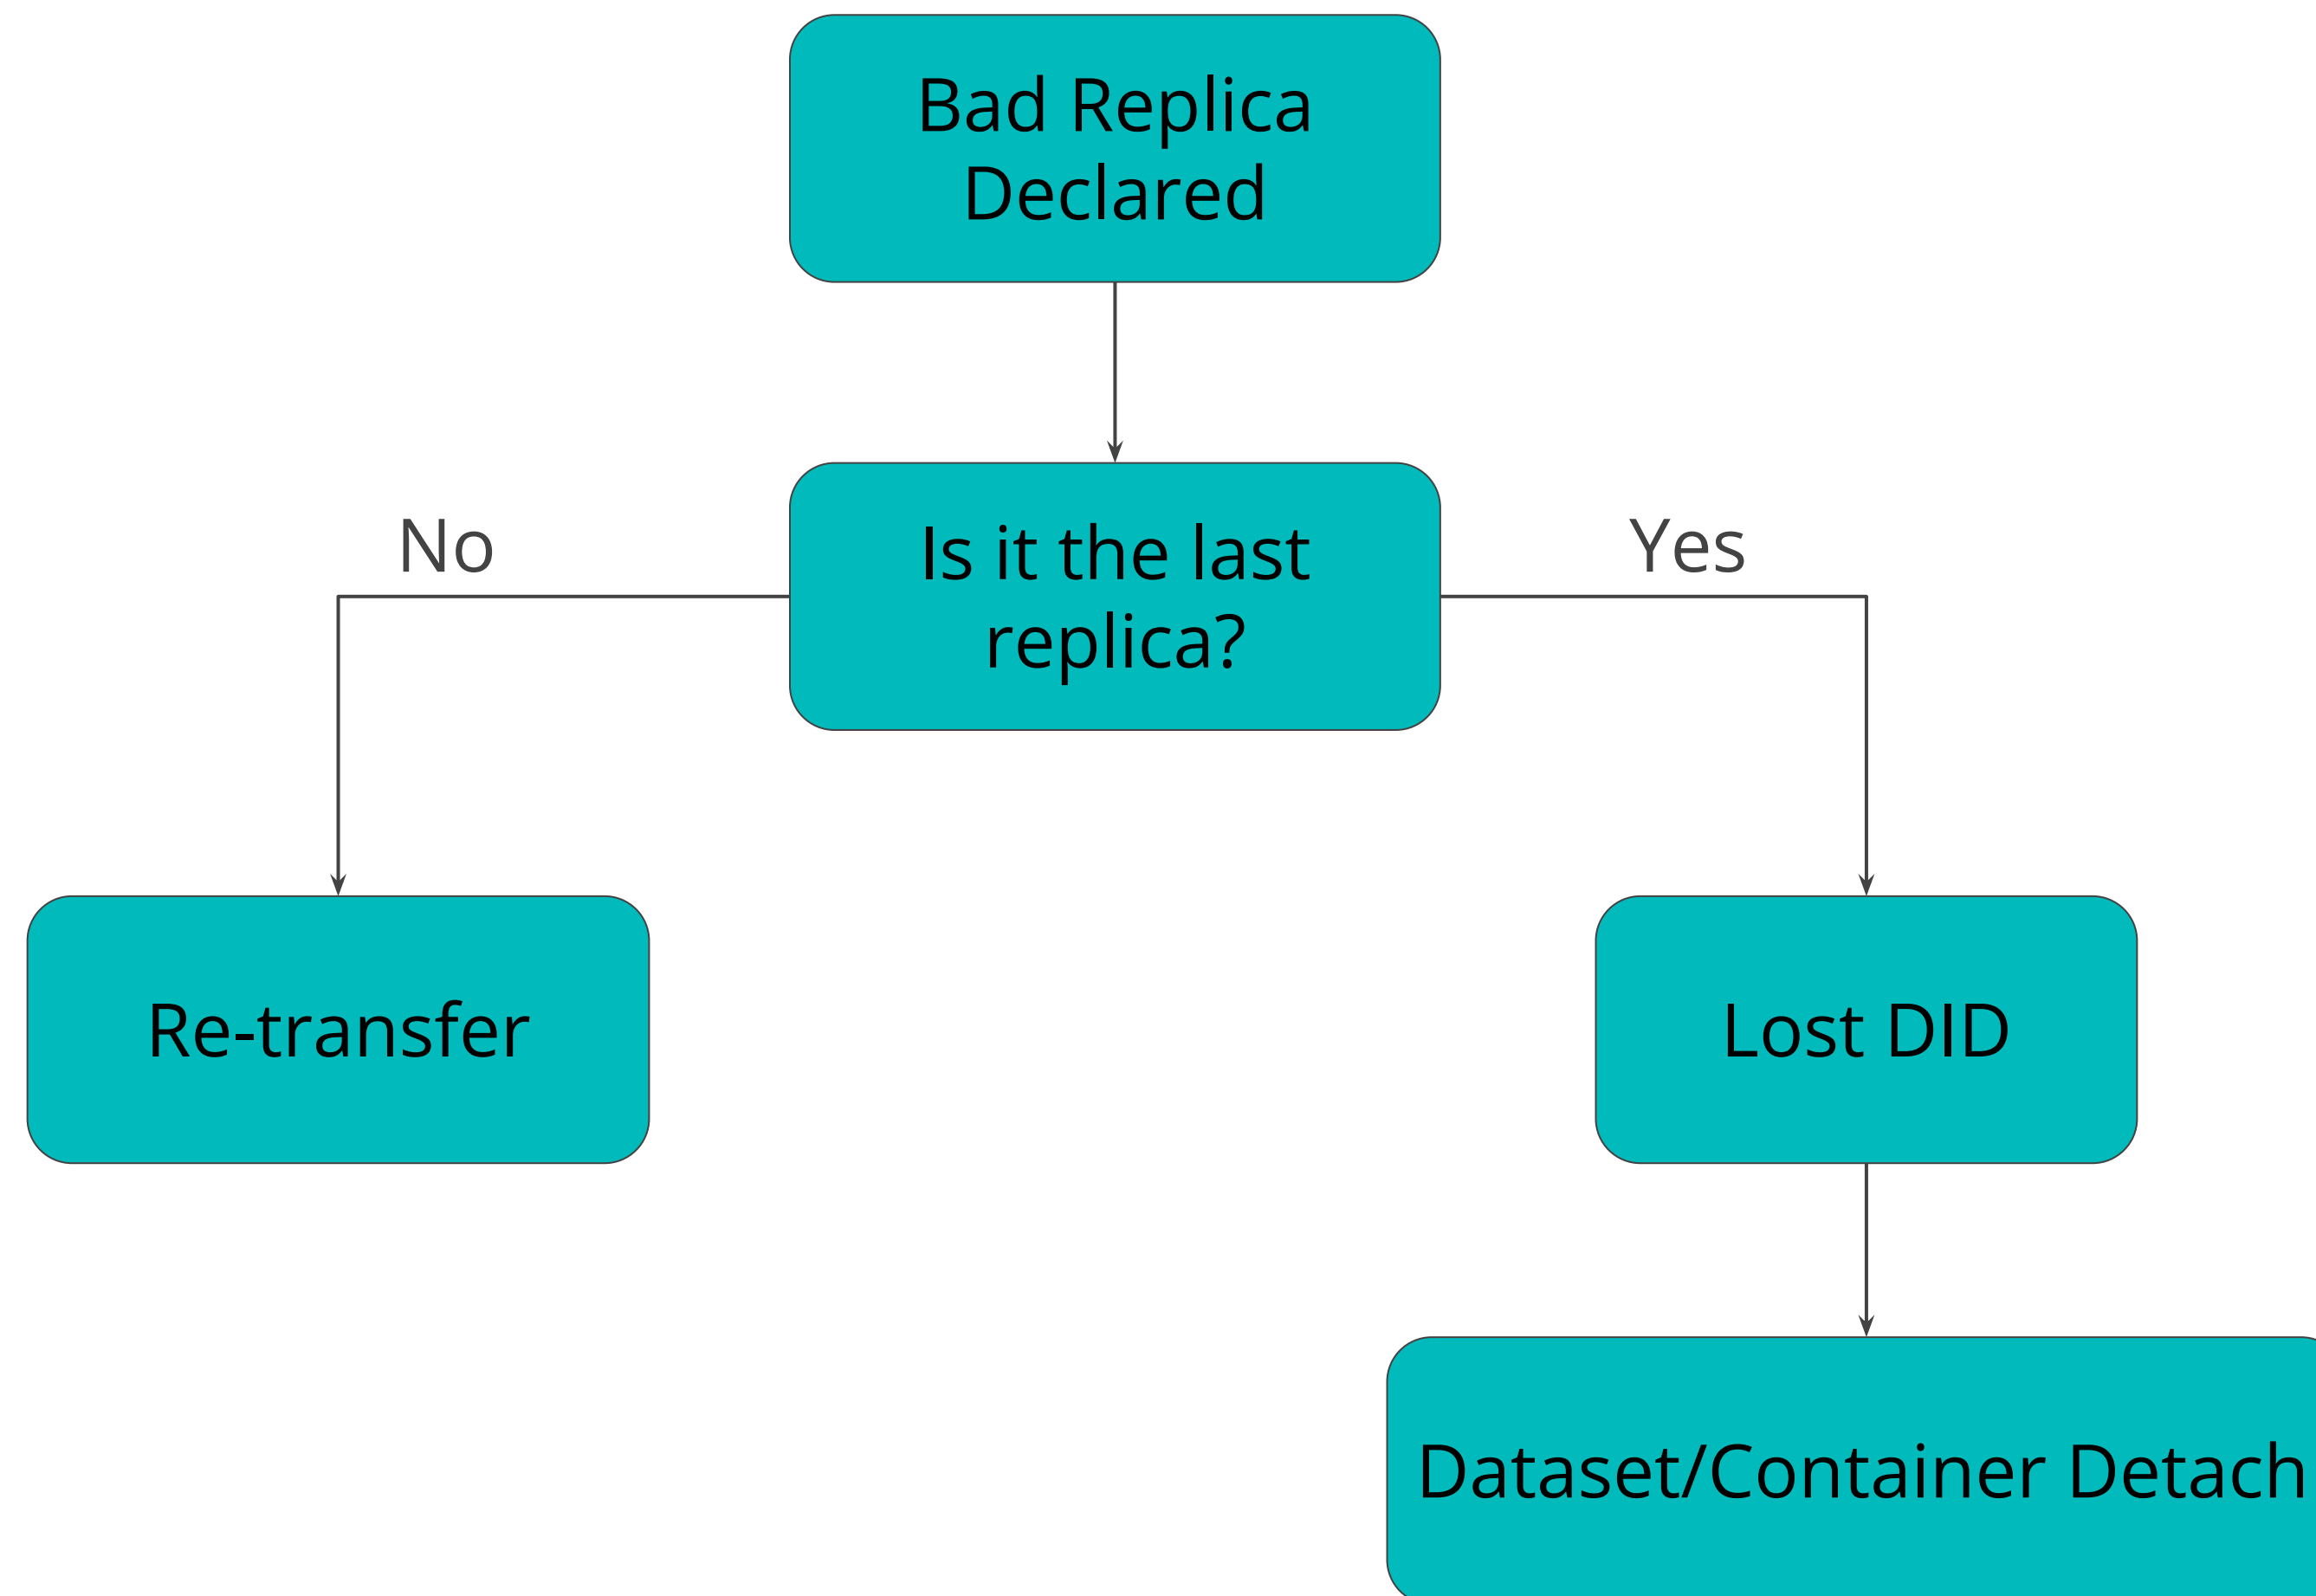 Bad Replica
Declared
No
Is it the last
replica?
Yes
Re-transfer
Lost DID
Dataset/Container Detach